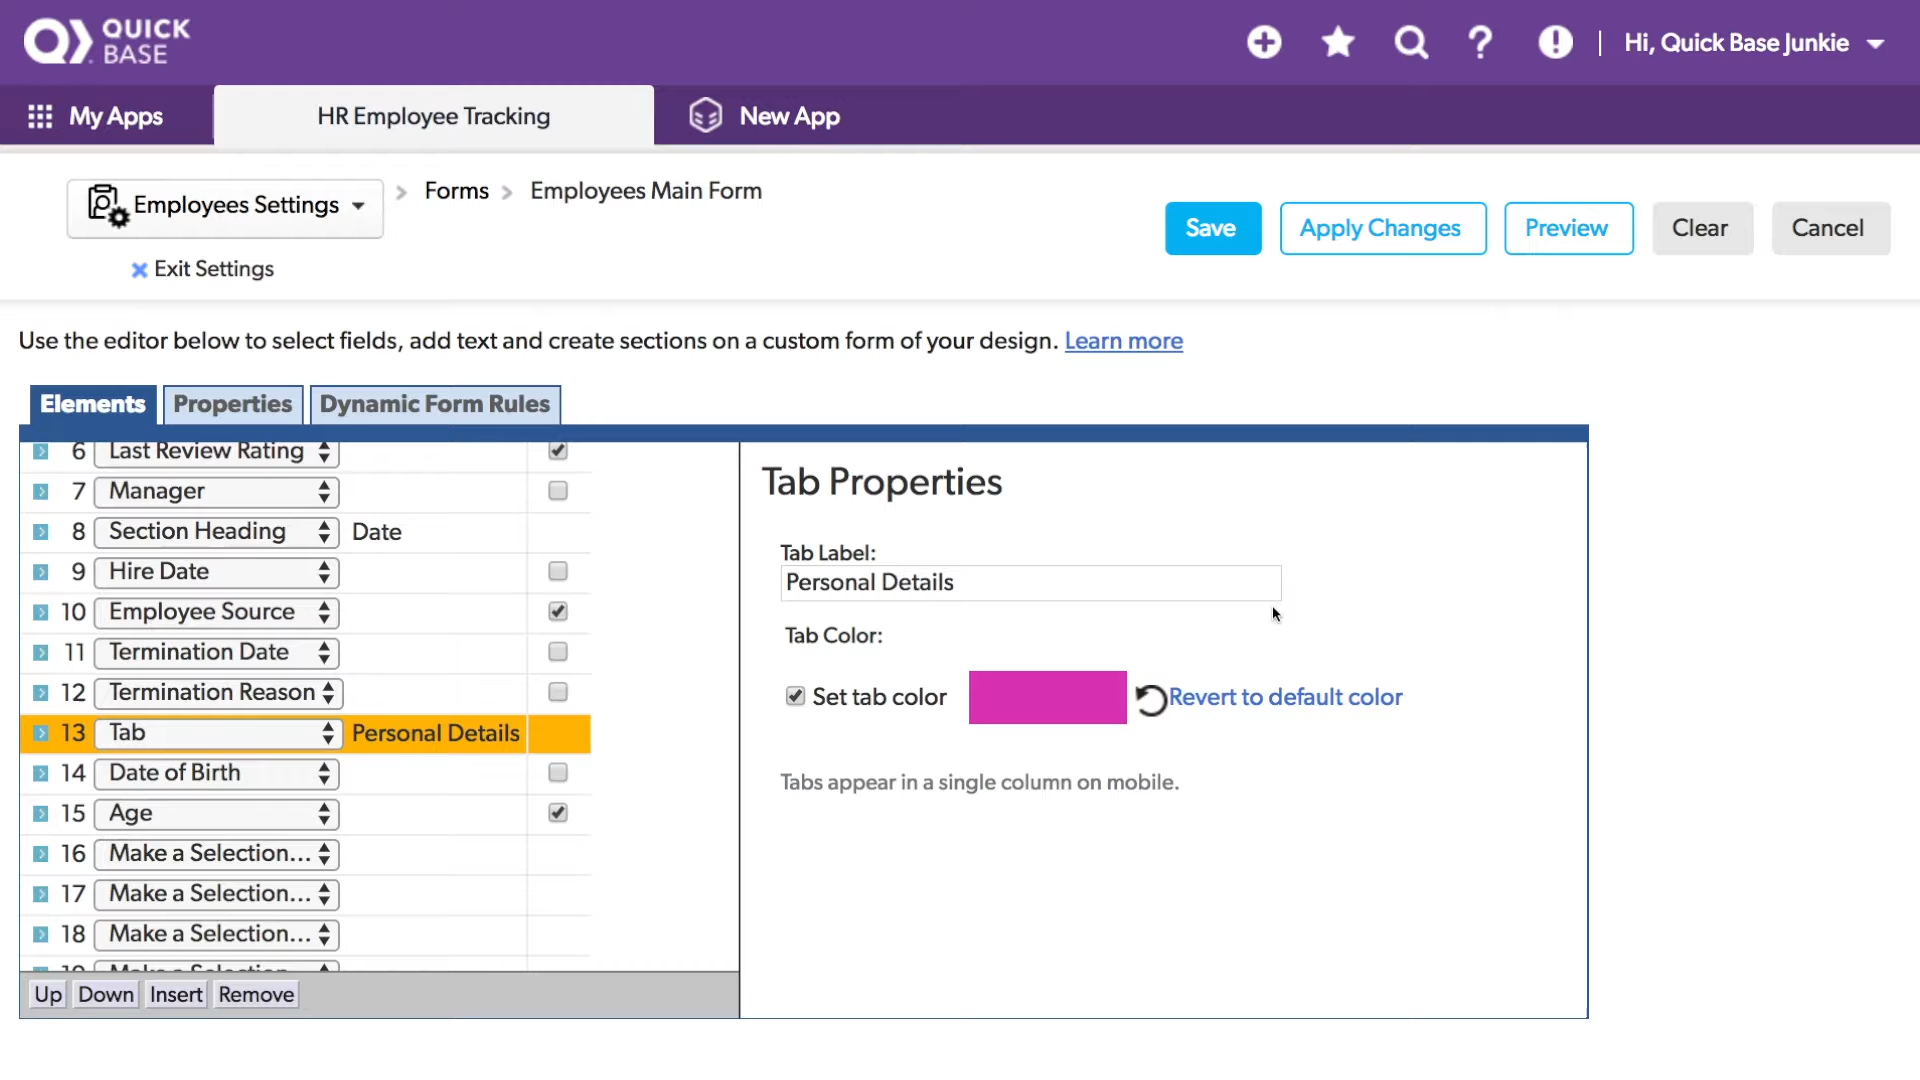 QUICK
BASE
Hi, Quick Base Junkie
My Apps
HR Employee Tracking
New App
Employees Settings
Forms
Employees Main Form
Save
Apply Changes
Preview
Clear
Cancel
Exit Settings
Use the editor below to select fields, add text and create sections on a custom form of your design. Learn more
Elements
Properties
Dynamic Form Rules
6 Last Review Rating
7 Manager
8 Section Heading Date
9 Hire Date
10 Employee Source
11 Termination Date
12 Termination Reason
13 Tab Personal Details
14 Date of Birth
15 Age
16 Make a Selection...
17 Make a Selection...
18 Make a Selection...
Up Down Insert Remove
Tab Properties
Tab Label:
Personal Details
Tab Color:
Set tab color
Revert to default color
Tabs appear in a single column on mobile.